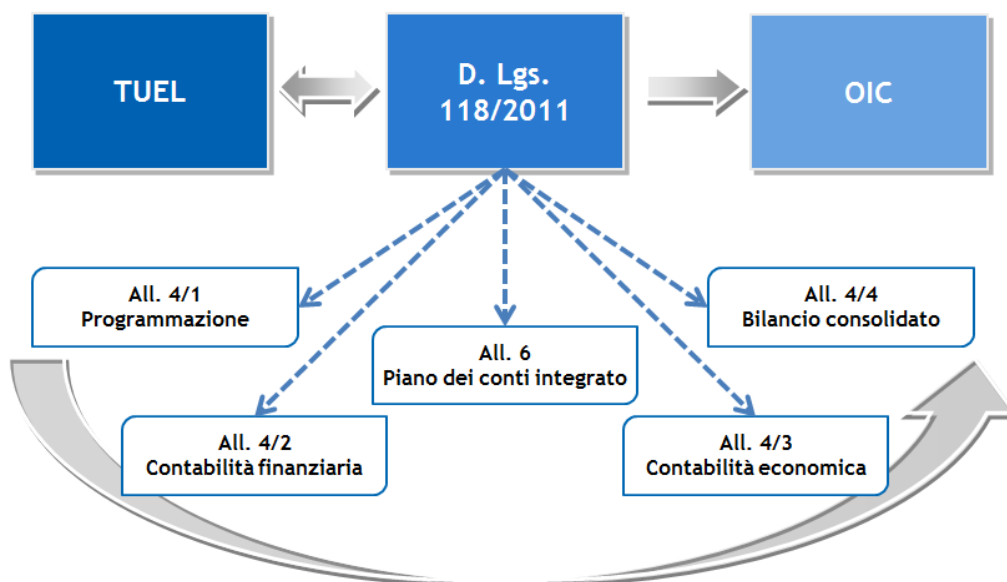 TUEL
D. Lgs.
118/2011
OIC
All. 4/1
Programmazione
All. 4/4
Bilancio consolidato
All. 6
Piano dei conti integrato
All. 4/2
Contabilità finanziaria
All. 4/3
Contabilità economica